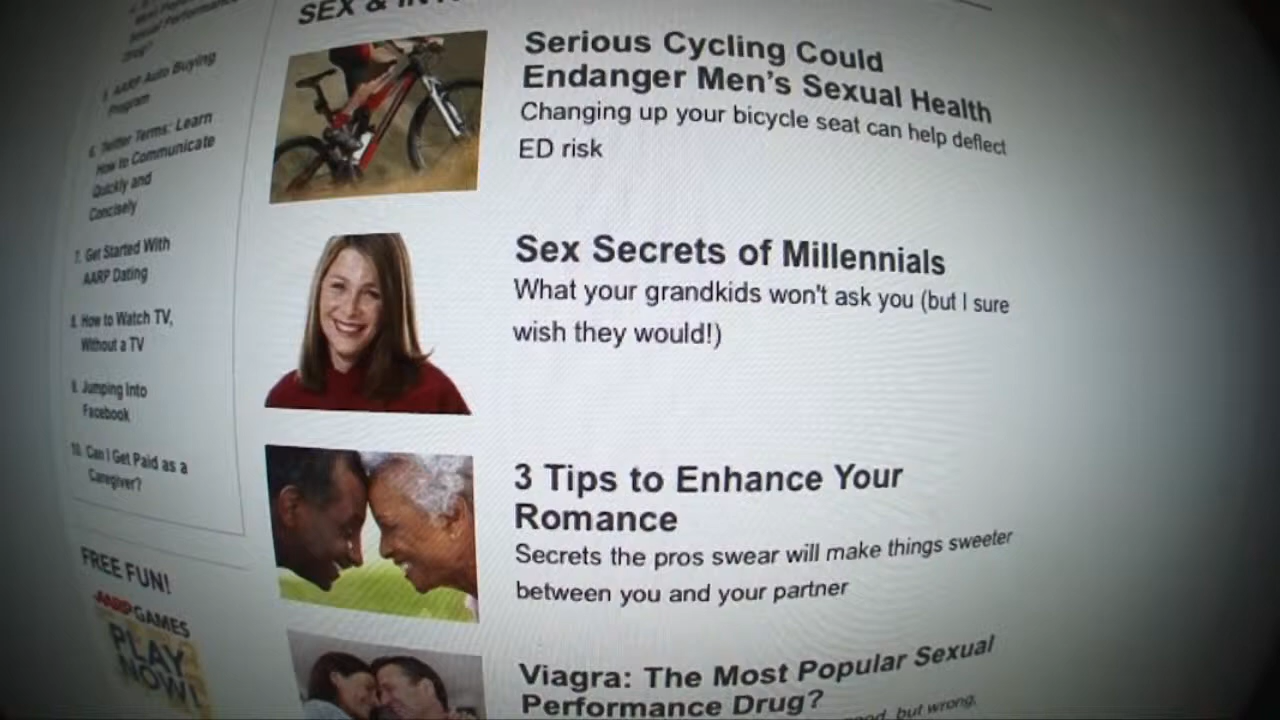 Sexual Performance
5. AARP Auto Buying
Program
6. Twitter Terms: Learn
How to Communicate
Quickly and
Concisely
7. Get Started With
AARP Dating
8. How to Watch TV,
Without a TV
9. Jumping Into
Facebook
10. Can I Get Paid as a
Caregiver?
FREE FUN!
AARP GAMES
PLAY
NOW!
SEX &
Serious Cycling Could
Endanger Men's Sexual Health
Changing up your bicycle seat can help deflect
ED risk
Sex Secrets of Millennials
What your grandkids won't ask you (but I sure
wish they would!)
3 Tips to Enhance Your
Romance
Secrets the pros swear will make things sweeter
between you and your partner
Viagra: The Most Popular Sexual
Performance Drug?
but wrong,